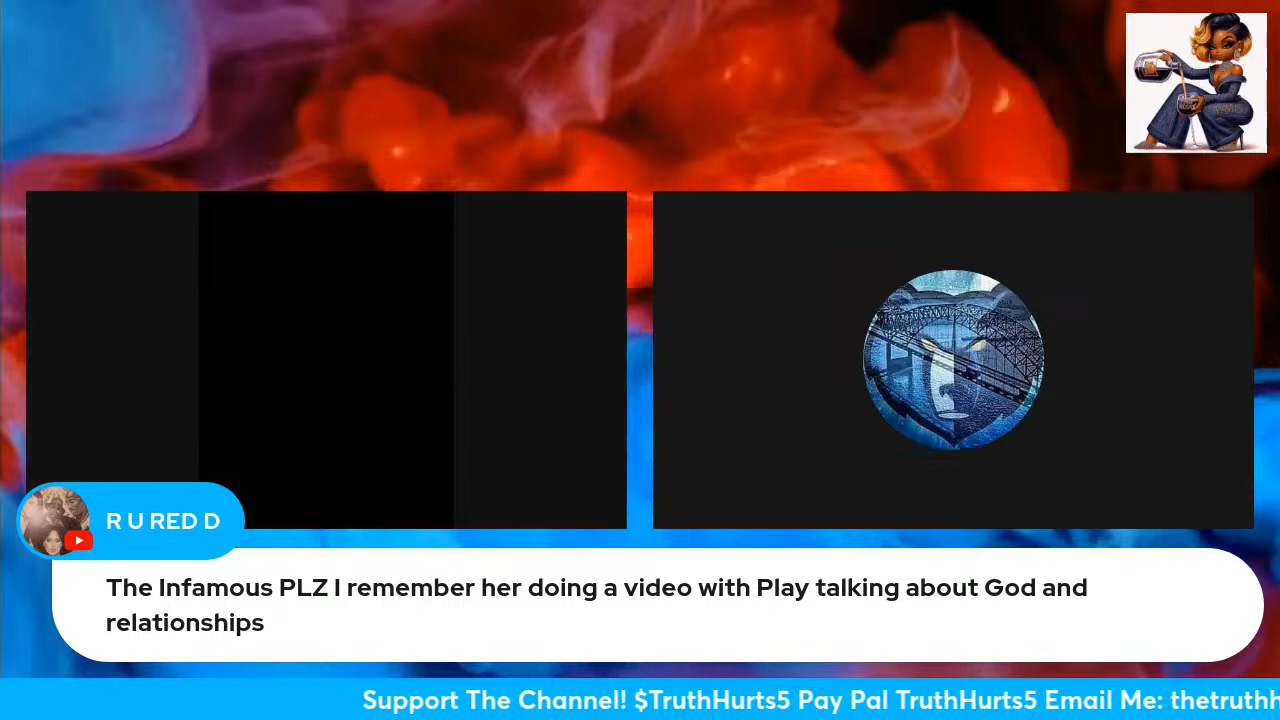 R U RED D
The Infamous PLZ I remember her doing a video with Play talking about God and
relationships
Support The Channel! $TruthHurts5 Pay Pal TruthHurts5 Email Me: thetruthh